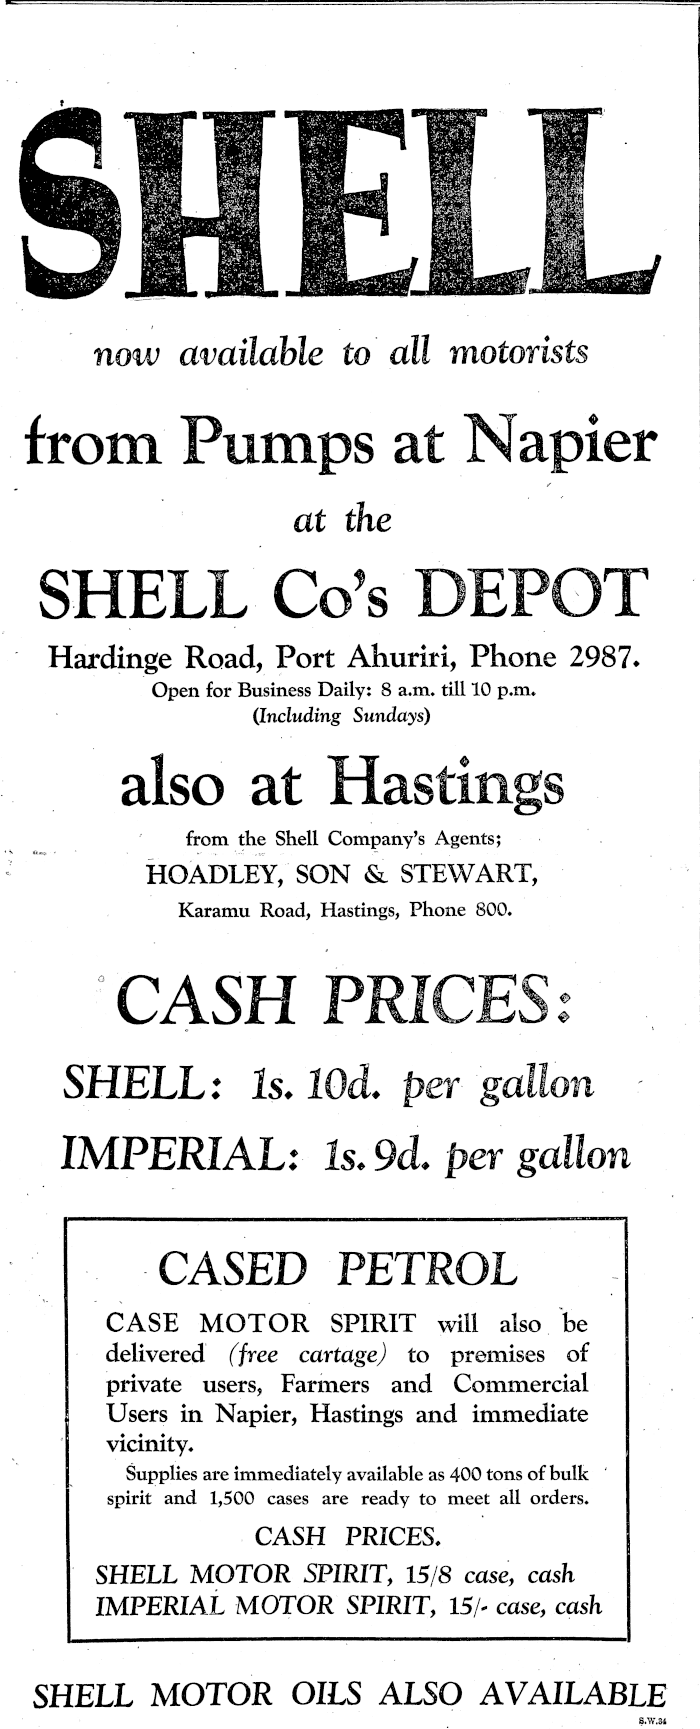 SHELL
now available to all motorists
from Pumps at Napier
at the
SHELL Co's DEPOT
Hardinge Road, Port Ahuriri, Phone 2987.
Open for Business Daily: 8 a.m. till 10 p.m.
(Including Sundays)
also at Hastings
from the Shell Company's Agents;
HOADLEY, SON & STEWART,
Karamu Road, Hastings, Phone 800.
CASH PRICES:
SHELL: 1s. 10d. per gallon
IMPERIAL: 1s. 9d. per gallon
CASED PETROL
CASE MOTOR SPIRIT will also be
delivered (free cartage) to premises of
private users, Farmers and Commercial
Users in Napier, Hastings and immediate
vicinity.
Supplies are immediately available as 400 tons of bulk
spirit and 1,500 cases are ready to meet all orders.
CASH PRICES.
SHELL MOTOR SPIRIT, 15/8 case, cash
IMPERIAL MOTOR SPIRIT, 15/- case, cash
SHELL MOTOR OILS ALSO AVAILABLE
S.W.34